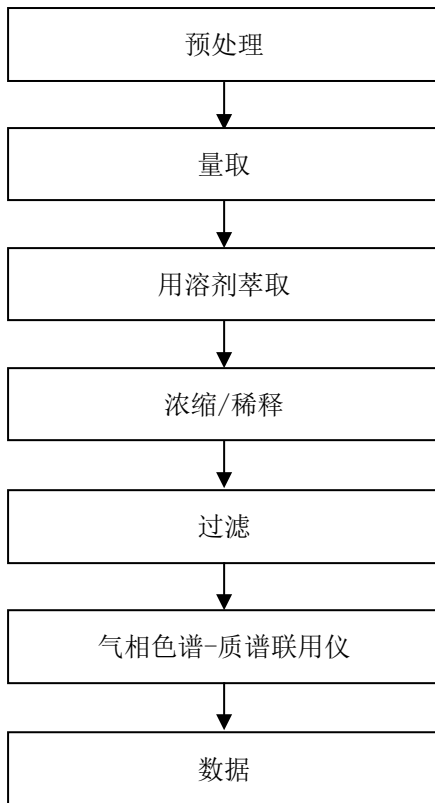 预处理
量取
用溶剂萃取
浓缩/稀释
过滤
气相色谱-质谱联用仪
数据